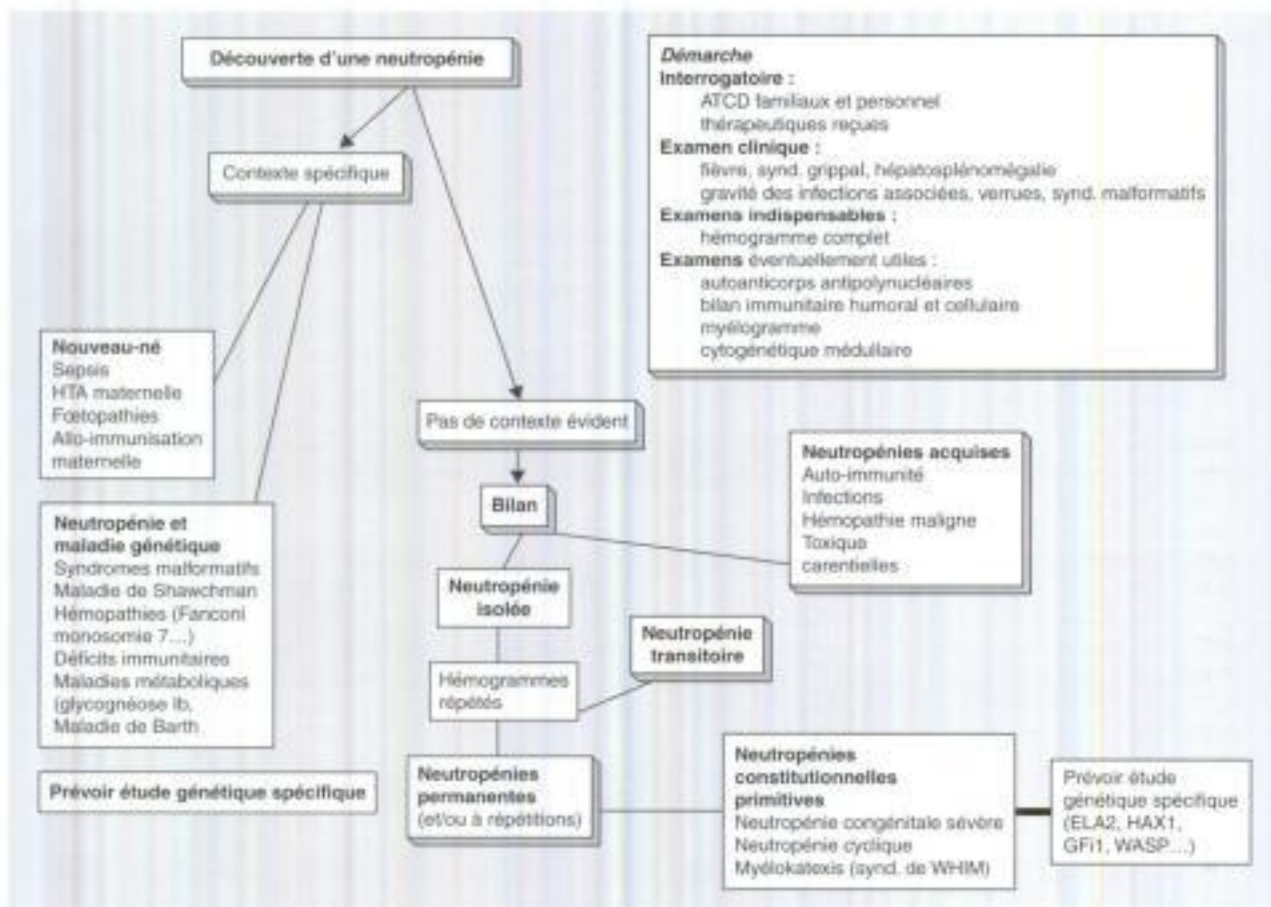 Découverte d'une neutropénie
Démarche
Interrogatoire :
ATCD familiaux et personnel
thérapeutiques reçues
Examen clinique :
fièvre, synd. grippal, hépatosplénomégalie
gravité des infections associées, verrues, synd. malformatifs
Examens indispensables :
hémogramme complet
Examens éventuellement utiles :
autoanticorps antipolynucléaires
bilan immunitaire humoral et cellulaire
myélogramme
cytogénétique médullaire
Contexte spécifique
Nouveau-né
Sepsis
HTA maternelle
Fœtopathies
Allo-immunisation
maternelle
Pas de contexte évident
Neutropénies acquises
Auto-immunité
Infections
Hémopathie maligne
Toxique
carentielles
Bilan
Neutropénie et
maladie génétique
Syndromes malformatifs
Maladie de Shawchman
Hémopathies (Fanconi
monosomie 7…)
Déficits immunitaires
Maladies métaboliques
(glycognéose Ib,
Maladie de Barth
Neutropénie
isolée
Neutropénie
transitoire
Hémogrammes
répétés
Prévoir étude génétique spécifique
Neutropénies
permanentes
(et/ou à répétitions)
Neutropénies
constitutionnelles
primitives
Neutropénie congénitale sévère
Neutropénie cyclique
Myélokatexis (synd. de WHIM)
Prévoir étude
génétique spécifique
(ELA2, HAX1,
GFi1, WASP…)